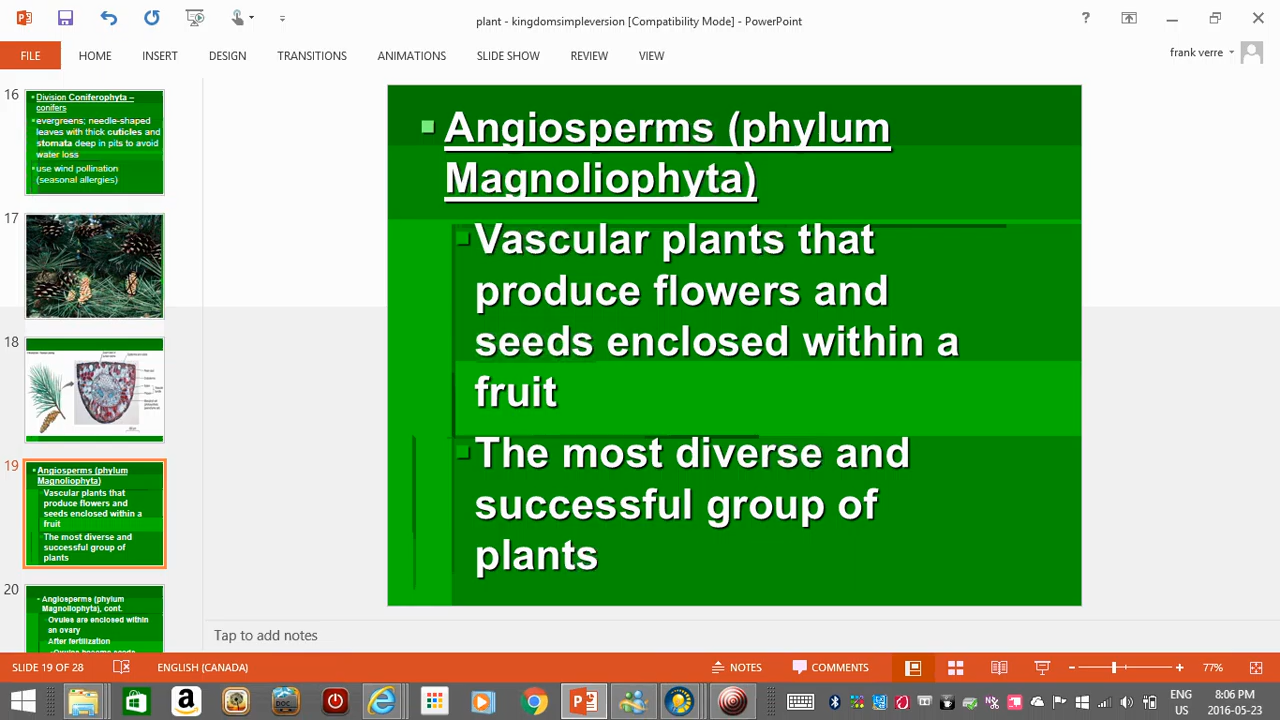 plant - kingdomsimpleversion [Compatibility Mode] - PowerPoint
?
FILE HOME INSERT DESIGN TRANSITIONS ANIMATIONS SLIDE SHOW REVIEW VIEW
frank verre
16
Division Coniferophyta –
conifers
evergreens; needle-shaped
leaves with thick cuticles and
stomata deep in pits to avoid
water loss
use wind pollination
(seasonal allergies)
17
18
19
Angiosperms (phylum
Magnoliophyta)
Vascular plants that
produce flowers and
seeds enclosed within a
fruit
The most diverse and
successful group of
plants
20
Angiosperms (phylum
Magnoliophyta), cont.
Ovules are enclosed within
an ovary
After fertilization
Angiosperms (phylum
Magnoliophyta)
Vascular plants that
produce flowers and
seeds enclosed within a
fruit
The most diverse and
successful group of
plants
Tap to add notes
SLIDE 19 OF 28 ENGLISH (CANADA) NOTES COMMENTS 77%
DOC
ENG
US
8:06 PM
2016-05-23